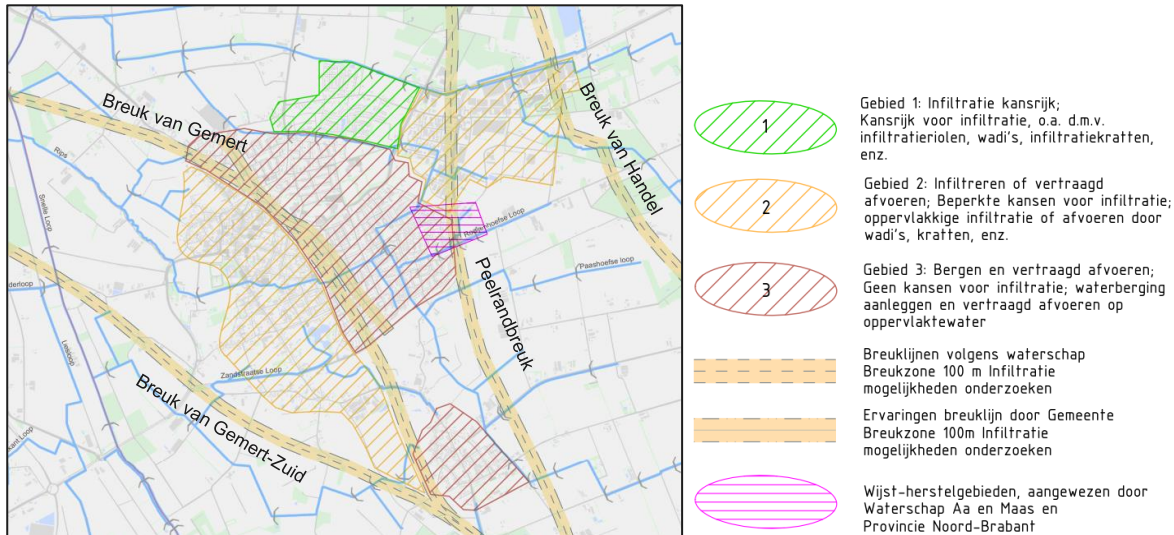 Breuk van Gemert
Breuk van Handel
Rips
Snelle Loop
Paashoefse loop
Peelrandbreuk
Zandstraatse Loop
Breuk van Gemert-Zuid
1
Gebied 1: Infiltratie kansrijk;
Kansrijk voor infiltratie, o.a. d.m.v.
infiltratieriolen, wadi's, infiltratiekratten,
enz.
2
Gebied 2: Infiltreren of vertraagd
afvoeren; Beperkte kansen voor infiltratie;
oppervlakkige infiltratie of afvoeren door
wadi's, kratten, enz.
3
Gebied 3: Bergen en vertraagd afvoeren;
Geen kansen voor infiltratie; waterberging
aanleggen en vertraagd afvoeren op
oppervlaktewater
Breuklijnen volgens waterschap
Breukzone 100 m Infiltratie
mogelijkheden onderzoeken
Ervaringen breuklijn door Gemeente
Breukzone 100m Infiltratie
mogelijkheden onderzoeken
Wijst-herstelgebieden, aangewezen door
Waterschap Aa en Maas en
Provincie Noord-Brabant